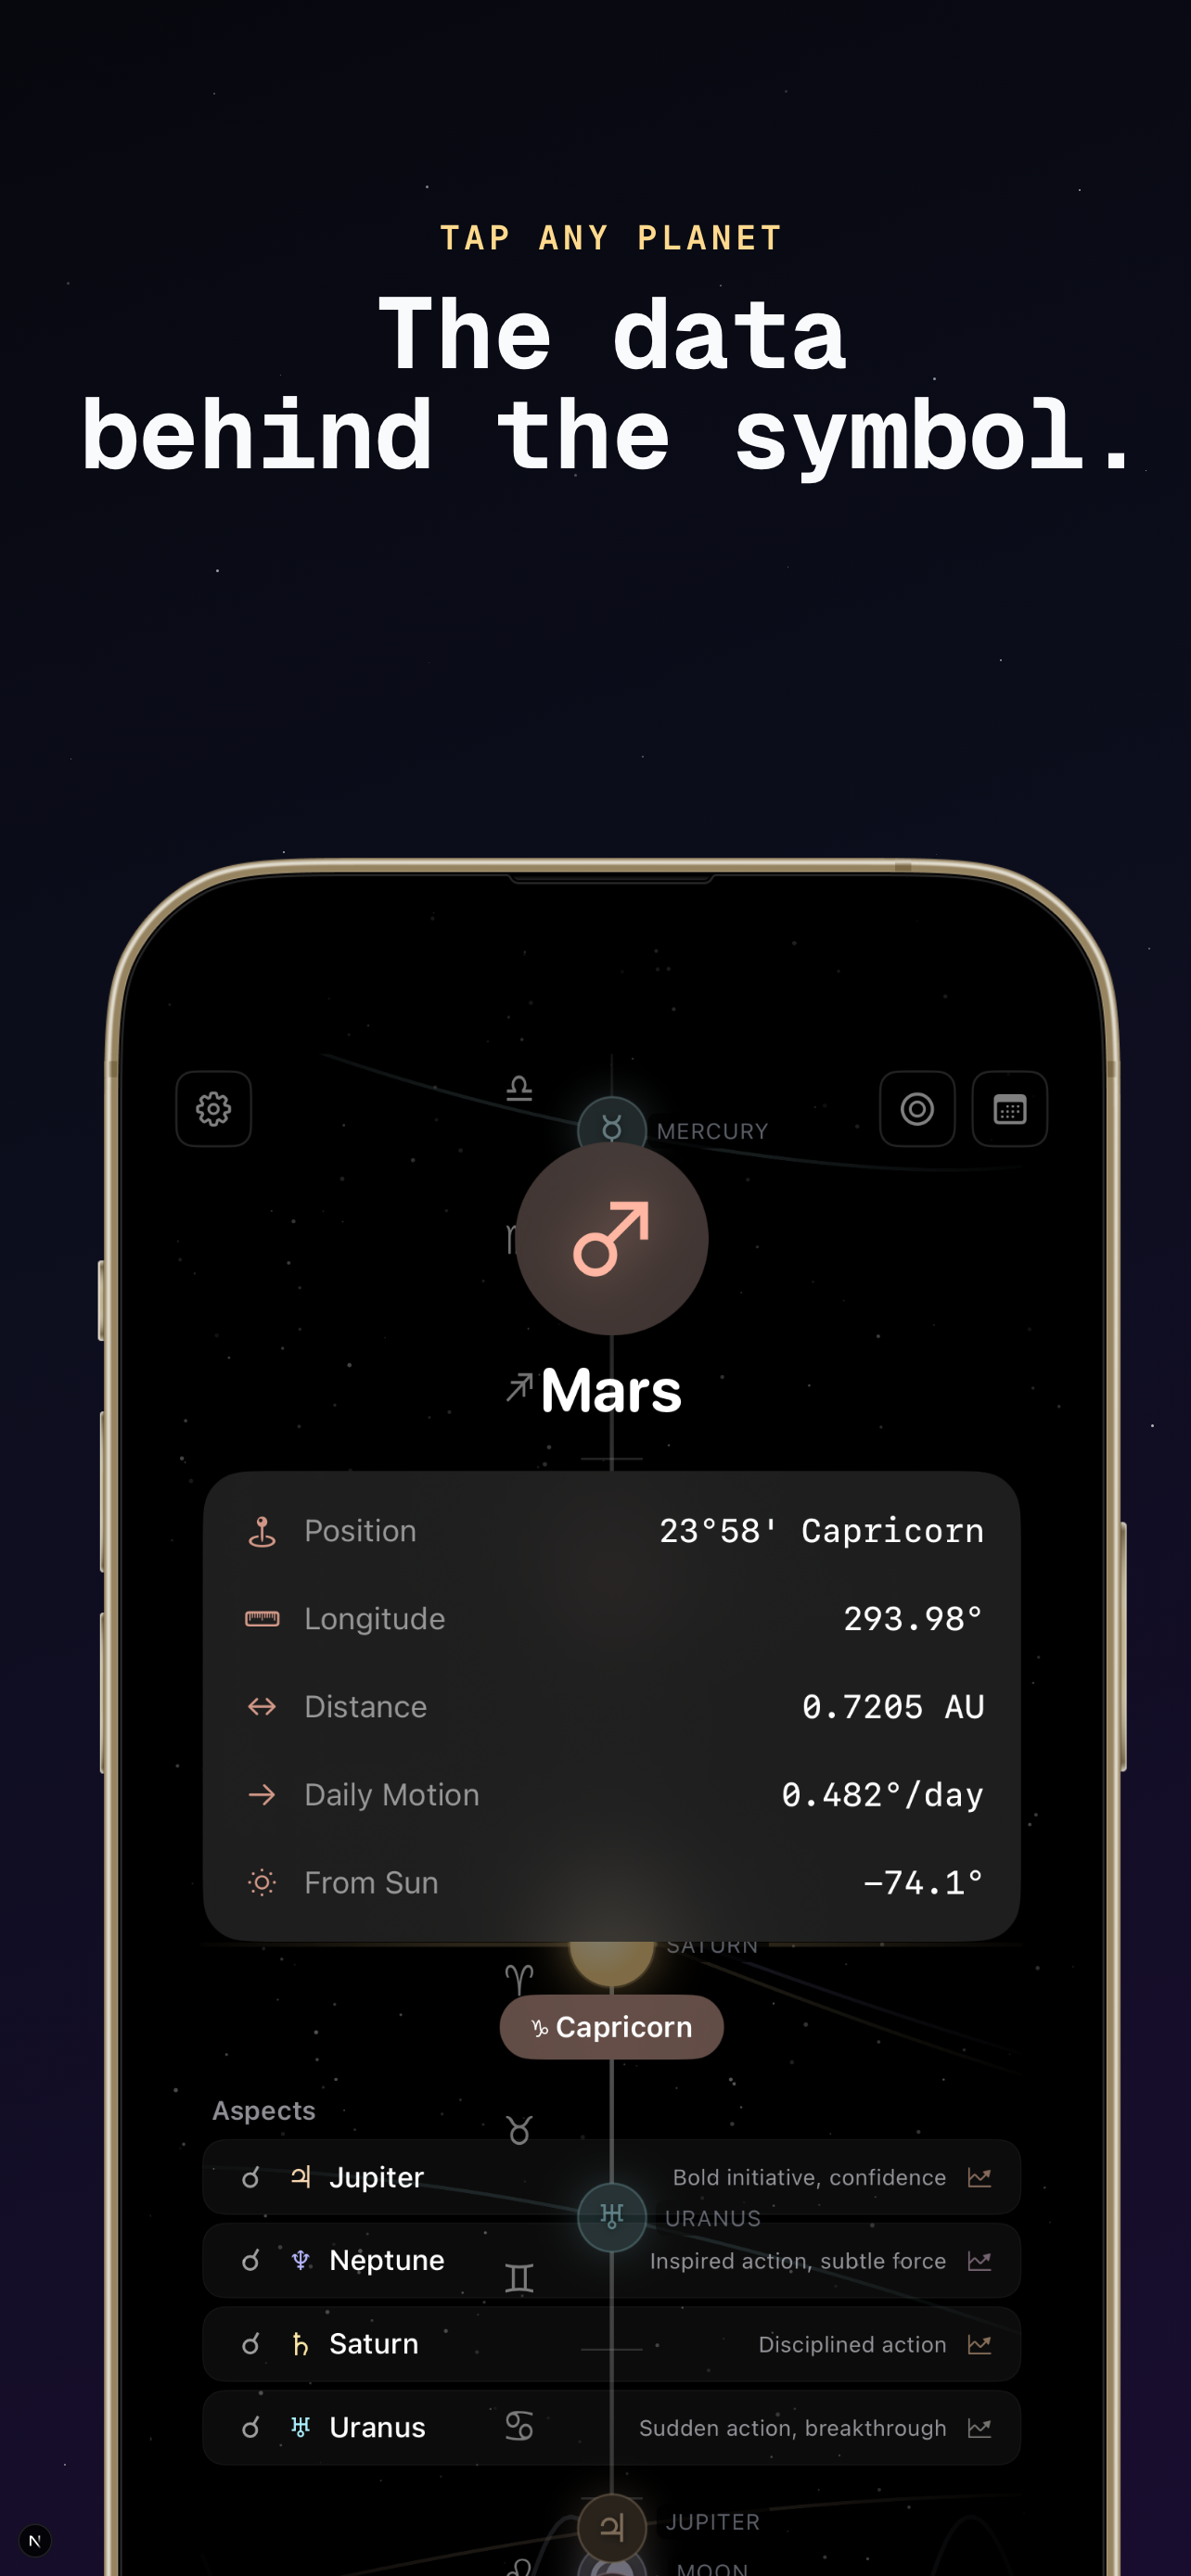 TAP ANY PLANET
The data
behind the symbol.
MERCURY
Mars
Position 23°58' Capricorn
Longitude 293.98°
Distance 0.7205 AU
Daily Motion 0.482°/day
From Sun −74.1°
SATURN
♑ Capricorn
Aspects
☌ ♃ Jupiter Bold initiative, confidence
URANUS
☌ ♆ Neptune Inspired action, subtle force
☌ ♄ Saturn Disciplined action
☌ ♅ Uranus Sudden action, breakthrough
JUPITER
MOON
N